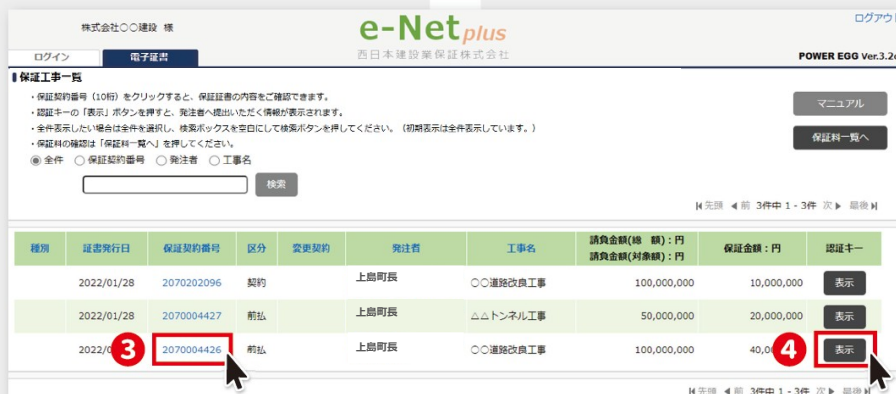 株式会社〇〇建設 様
e-Net plus
ログアウト
ログイン
電子証書
西日本建設業保証株式会社
POWER EGG Ver.3.2c
保証工事一覧
・保証契約番号（10桁）をクリックすると、保証証書の内容をご確認できます。
・認証キーの「表示」ボタンを押すと、発注者へ提出いただく情報が表示されます。
・全件表示したい場合は全件を選択し、検索ボックスを空白にして検索ボタンを押してください。（初期表示は全件表示しています。）
・保証料の確認は「保証料一覧へ」を押してください。
マニュアル
保証料一覧へ
全件 保証契約番号 発注者 工事名
検索
先頭 前 3件中 1 - 3件 次 最後
種別 証書発行日 保証契約番号 区分 変更契約 発注者 工事名 請負金額(総 額)：円 保証金額：円 認証キー
請負金額(対象額)：円
2022/01/28 2070202096 契約 上島町長 〇〇道路改良工事 100,000,000 10,000,000 表示
2022/01/28 2070004427 前払 上島町長 △△トンネル工事 50,000,000 20,000,000 表示
2022/0 3 2070004426 前払 上島町長 〇〇道路改良工事 100,000,000 40,0 4 表示
先頭 前 3件中 1 - 3件 次 最後